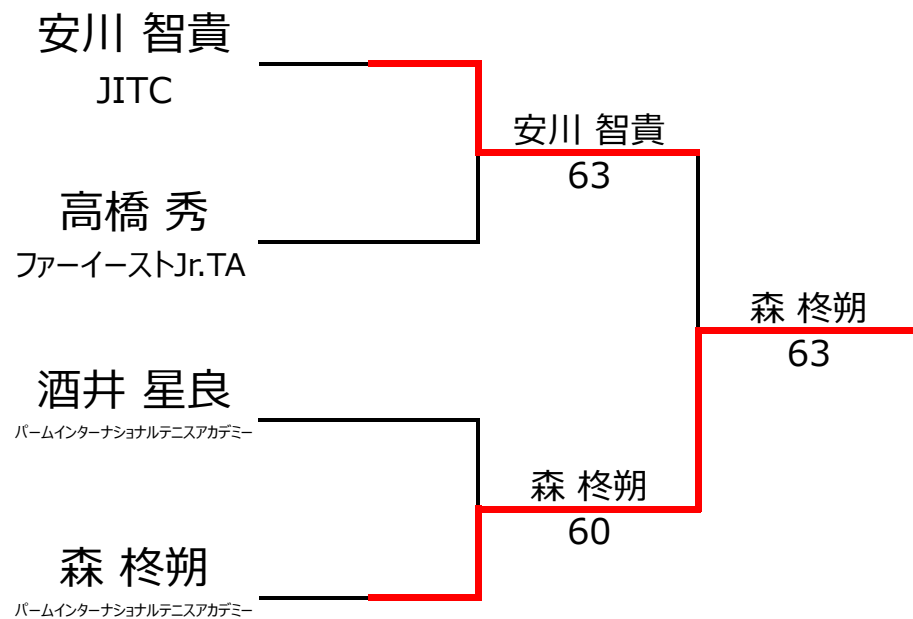 安川 智貴
JITC
高橋 秀
ファーイーストJr.TA
酒井 星良
パームインターナショナルテニスアカデミー
森 柊朔
パームインターナショナルテニスアカデミー
安川 智貴
63
森 柊朔
60
森 柊朔
63